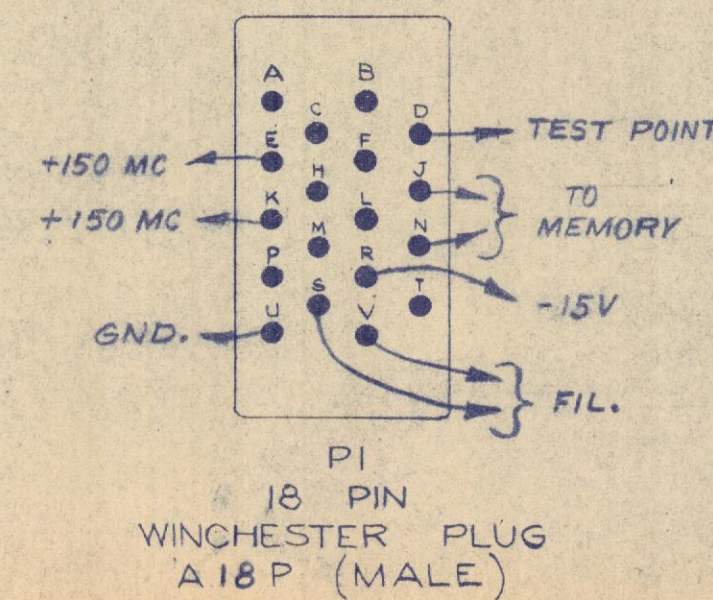 A B
C D
E F
+150 MC
TEST POINT
H J
K L
+150 MC
TO
MEMORY
M N
P R
S T
-15V
U V
GND.
FIL.
P1
18 PIN
WINCHESTER PLUG
A18P (MALE)